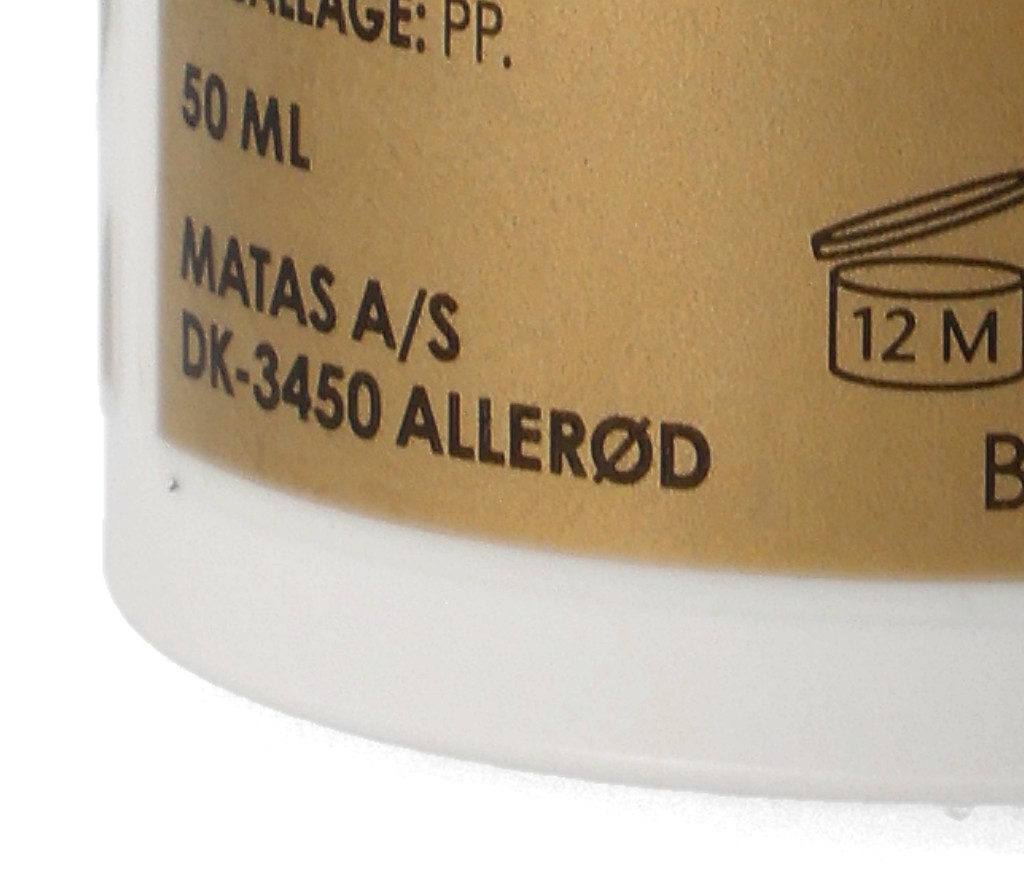 PP.
50 ML
MATAS A/S
DK-3450 ALLERØD
12 M